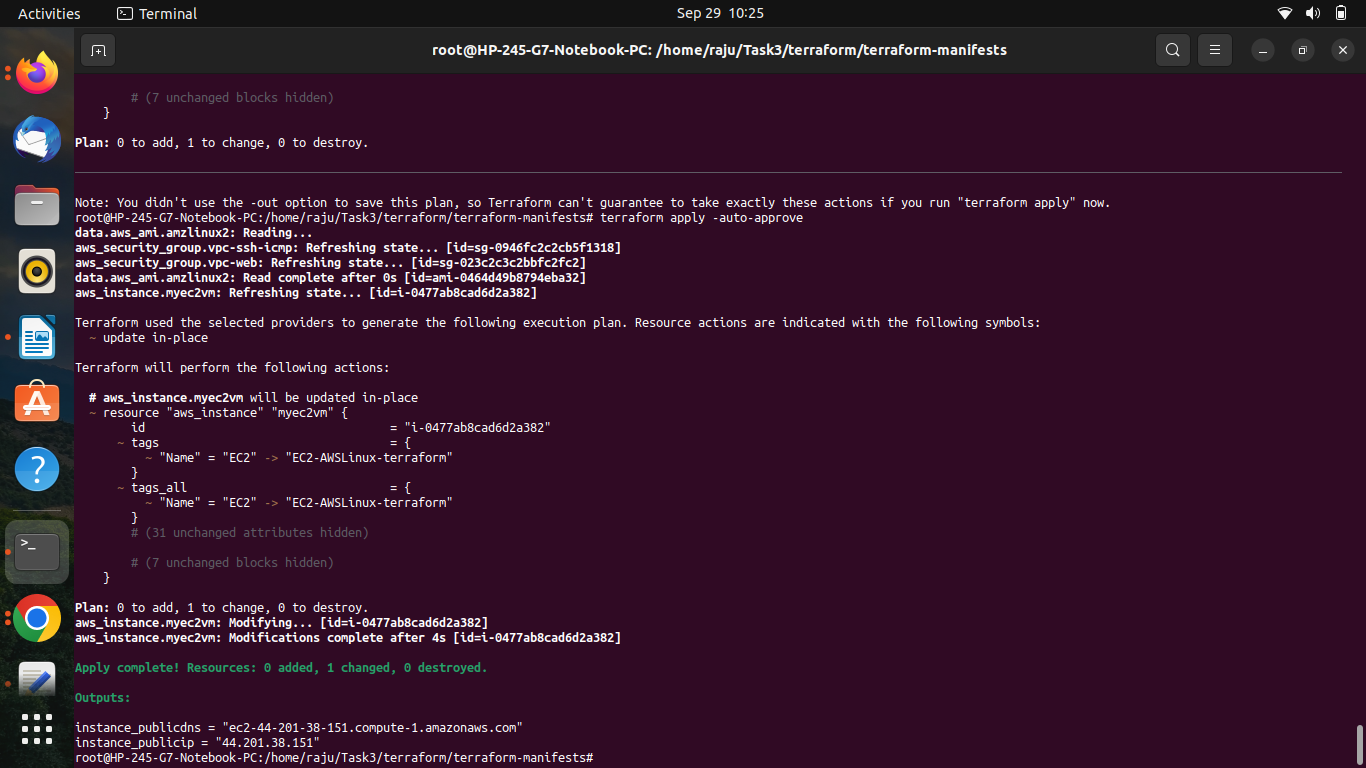 Activities
Terminal
Sep 29 10:25
root@HP-245-G7-Notebook-PC: /home/raju/Task3/terraform/terraform-manifests
# (7 unchanged blocks hidden)
}
Plan: 0 to add, 1 to change, 0 to destroy.
Note: You didn't use the -out option to save this plan, so Terraform can't guarantee to take exactly these actions if you run "terraform apply" now.
root@HP-245-G7-Notebook-PC:/home/raju/Task3/terraform/terraform-manifests# terraform apply -auto-approve
data.aws_ami.amzlinux2: Reading...
aws_security_group.vpc-ssh-icmp: Refreshing state... [id=sg-0946fc2c2cb5f1318]
aws_security_group.vpc-web: Refreshing state... [id=sg-023c2c3c2bbfc2fc2]
data.aws_ami.amzlinux2: Read complete after 0s [id=ami-0464d49b8794eba32]
aws_instance.myec2vm: Refreshing state... [id=i-0477ab8cad6d2a382]
Terraform used the selected providers to generate the following execution plan. Resource actions are indicated with the following symbols:
~ update in-place
Terraform will perform the following actions:
# aws_instance.myec2vm will be updated in-place
~ resource "aws_instance" "myec2vm" {
id = "i-0477ab8cad6d2a382"
~ tags = {
~ "Name" = "EC2" -> "EC2-AWSLinux-terraform"
}
~ tags_all = {
~ "Name" = "EC2" -> "EC2-AWSLinux-terraform"
}
# (31 unchanged attributes hidden)
# (7 unchanged blocks hidden)
}
Plan: 0 to add, 1 to change, 0 to destroy.
aws_instance.myec2vm: Modifying... [id=i-0477ab8cad6d2a382]
aws_instance.myec2vm: Modifications complete after 4s [id=i-0477ab8cad6d2a382]
Apply complete! Resources: 0 added, 1 changed, 0 destroyed.
Outputs:
instance_publicdns = "ec2-44-201-38-151.compute-1.amazonaws.com"
instance_publicip = "44.201.38.151"
root@HP-245-G7-Notebook-PC:/home/raju/Task3/terraform/terraform-manifests#